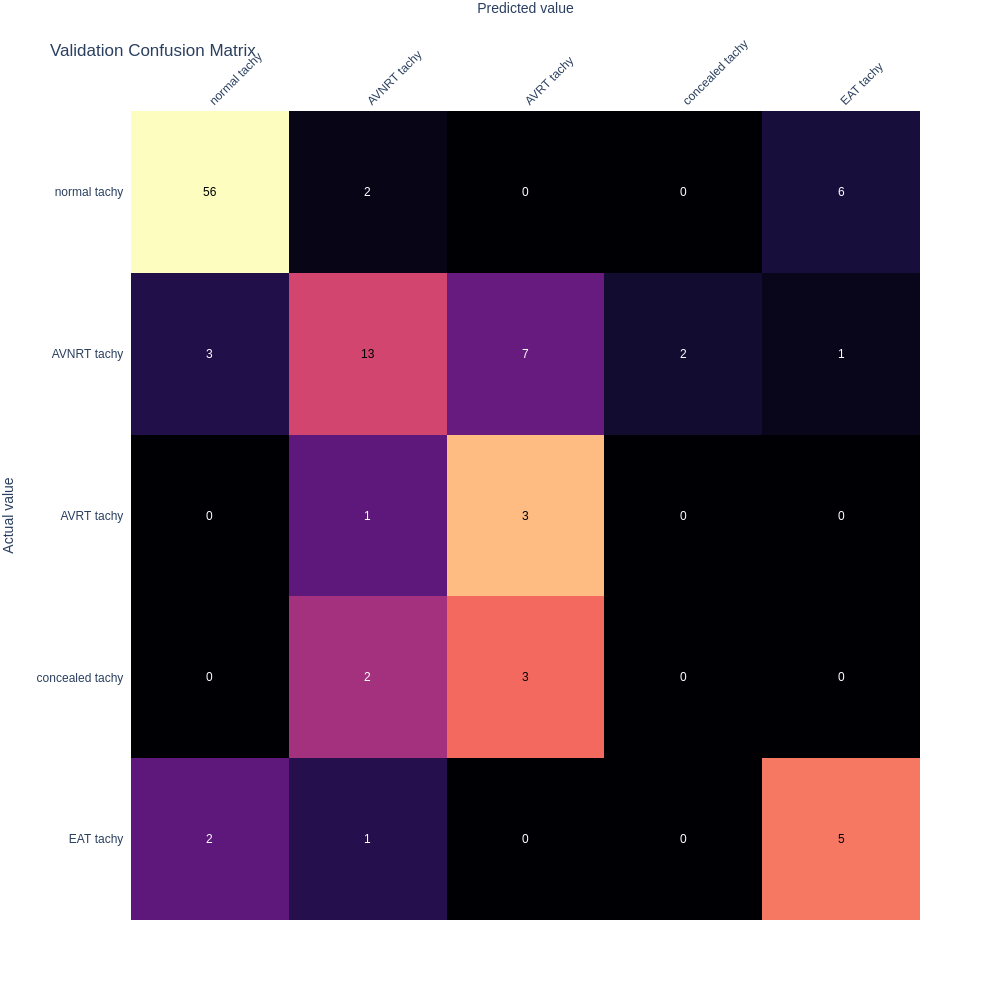 Predicted value
Validation Confusion Matrix
normal tachy
AVNRT tachy
AVRT tachy
concealed tachy
EAT tachy
normal tachy 56 2 0 0 6
AVNRT tachy 3 13 7 2 1
AVRT tachy 0 1 3 0 0
Actual value
concealed tachy 0 2 3 0 0
EAT tachy 2 1 0 0 5